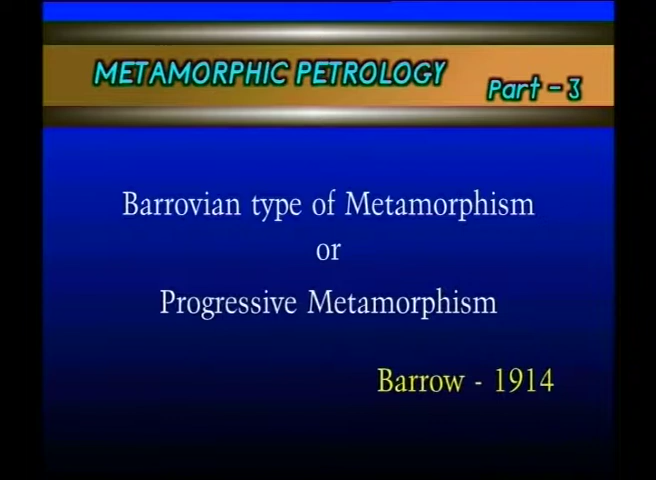 METAMORPHIC PETROLOGY
Part - 3
Barrovian type of Metamorphism
or
Progressive Metamorphism
Barrow - 1914